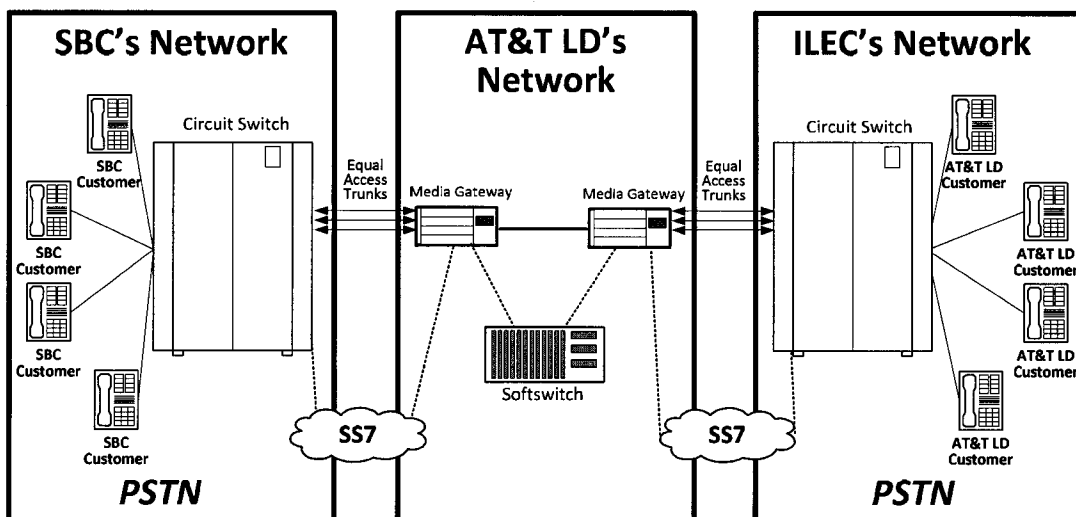 SBC's Network
Circuit Switch
SBC
Customer
SBC
Customer
SBC
Customer
SBC
Customer
PSTN
Equal
Access
Trunks
SS7
AT&T LD's
Network
Media Gateway
Media Gateway
Softswitch
Equal
Access
Trunks
SS7
ILEC's Network
Circuit Switch
AT&T LD
Customer
AT&T LD
Customer
AT&T LD
Customer
AT&T LD
Customer
PSTN